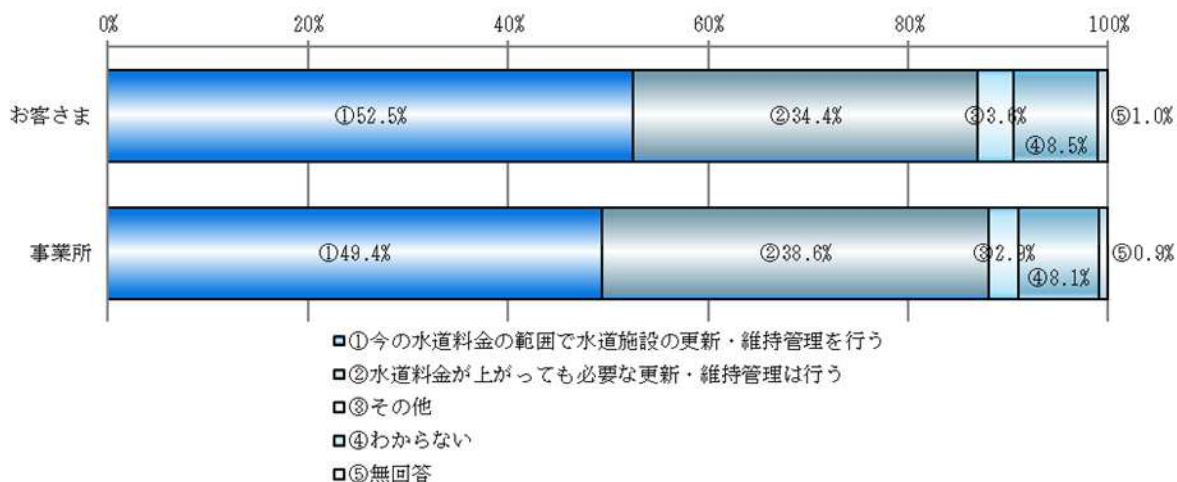 0% 20% 40% 60% 80% 100%
お客さま ①52.5% ②34.4% ③3.6% ④8.5% ⑤1.0%
事業所 ①49.4% ②38.6% ③2.9% ④8.1% ⑤0.9%
①今の水道料金の範囲で水道施設の更新・維持管理を行う
②水道料金が上がっても必要な更新・維持管理は行う
③その他
④わからない
⑤無回答